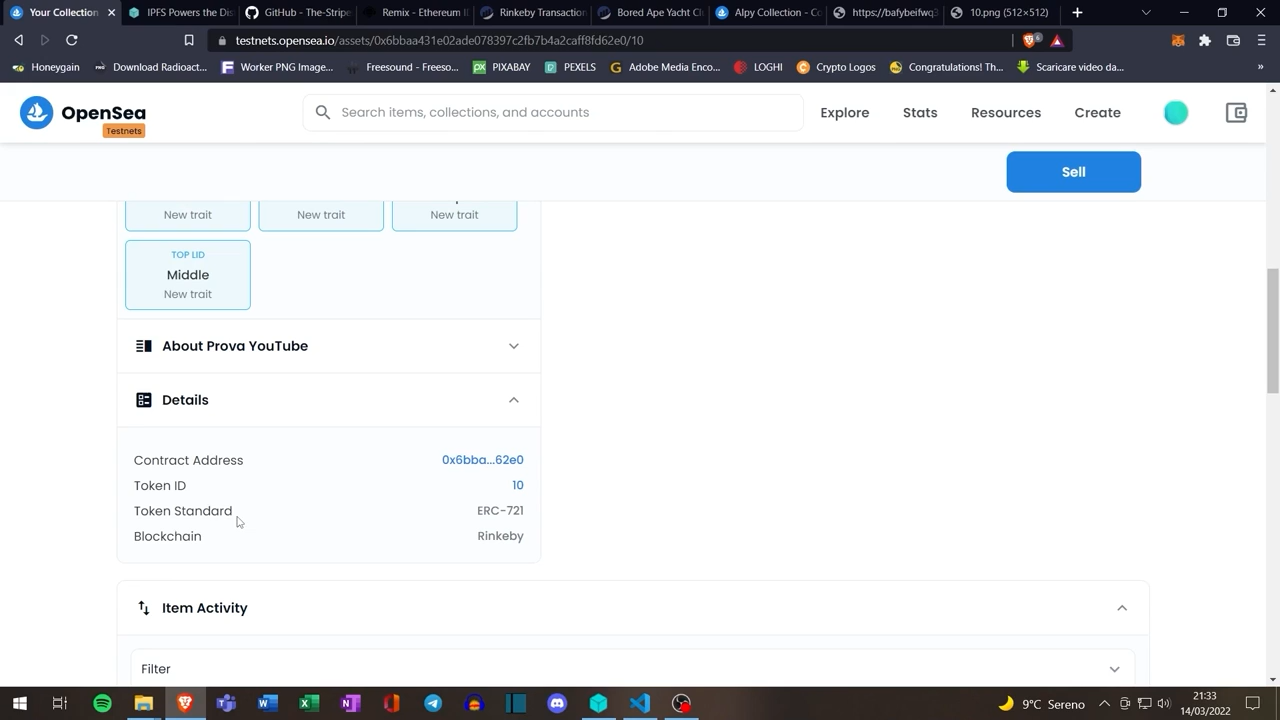 Your Collection
IPFS Powers the Dis
GitHub - The-Stripe
Remix - Ethereum I
Rinkeby Transaction
Bored Ape Yacht Cl
Alpy Collection - Co
https://bafybeifwq3
10.png (512×512)
testnets.opensea.io/assets/0x6bbaa431e02ade078397c2fb7b4a2caff8fd62e0/10
6
Honeygain
Download Radioact...
Worker PNG Image...
Freesound - Freeso...
PIXABAY
PEXELS
Adobe Media Enco...
LOGHI
Crypto Logos
Congratulations! Th...
Scaricare video da...
»
OpenSea
Testnets
Search items, collections, and accounts
Explore
Stats
Resources
Create
Sell
New trait
New trait
New trait
TOP LID
Middle
New trait
About Prova YouTube
Details
Contract Address
0x6bba...62e0
Token ID
10
Token Standard
ERC-721
Blockchain
Rinkeby
Item Activity
Filter
9°C Sereno
21:33
14/03/2022